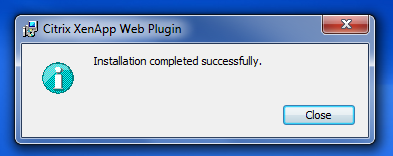 Citrix XenApp Web Plugin
Installation completed successfully.
Close